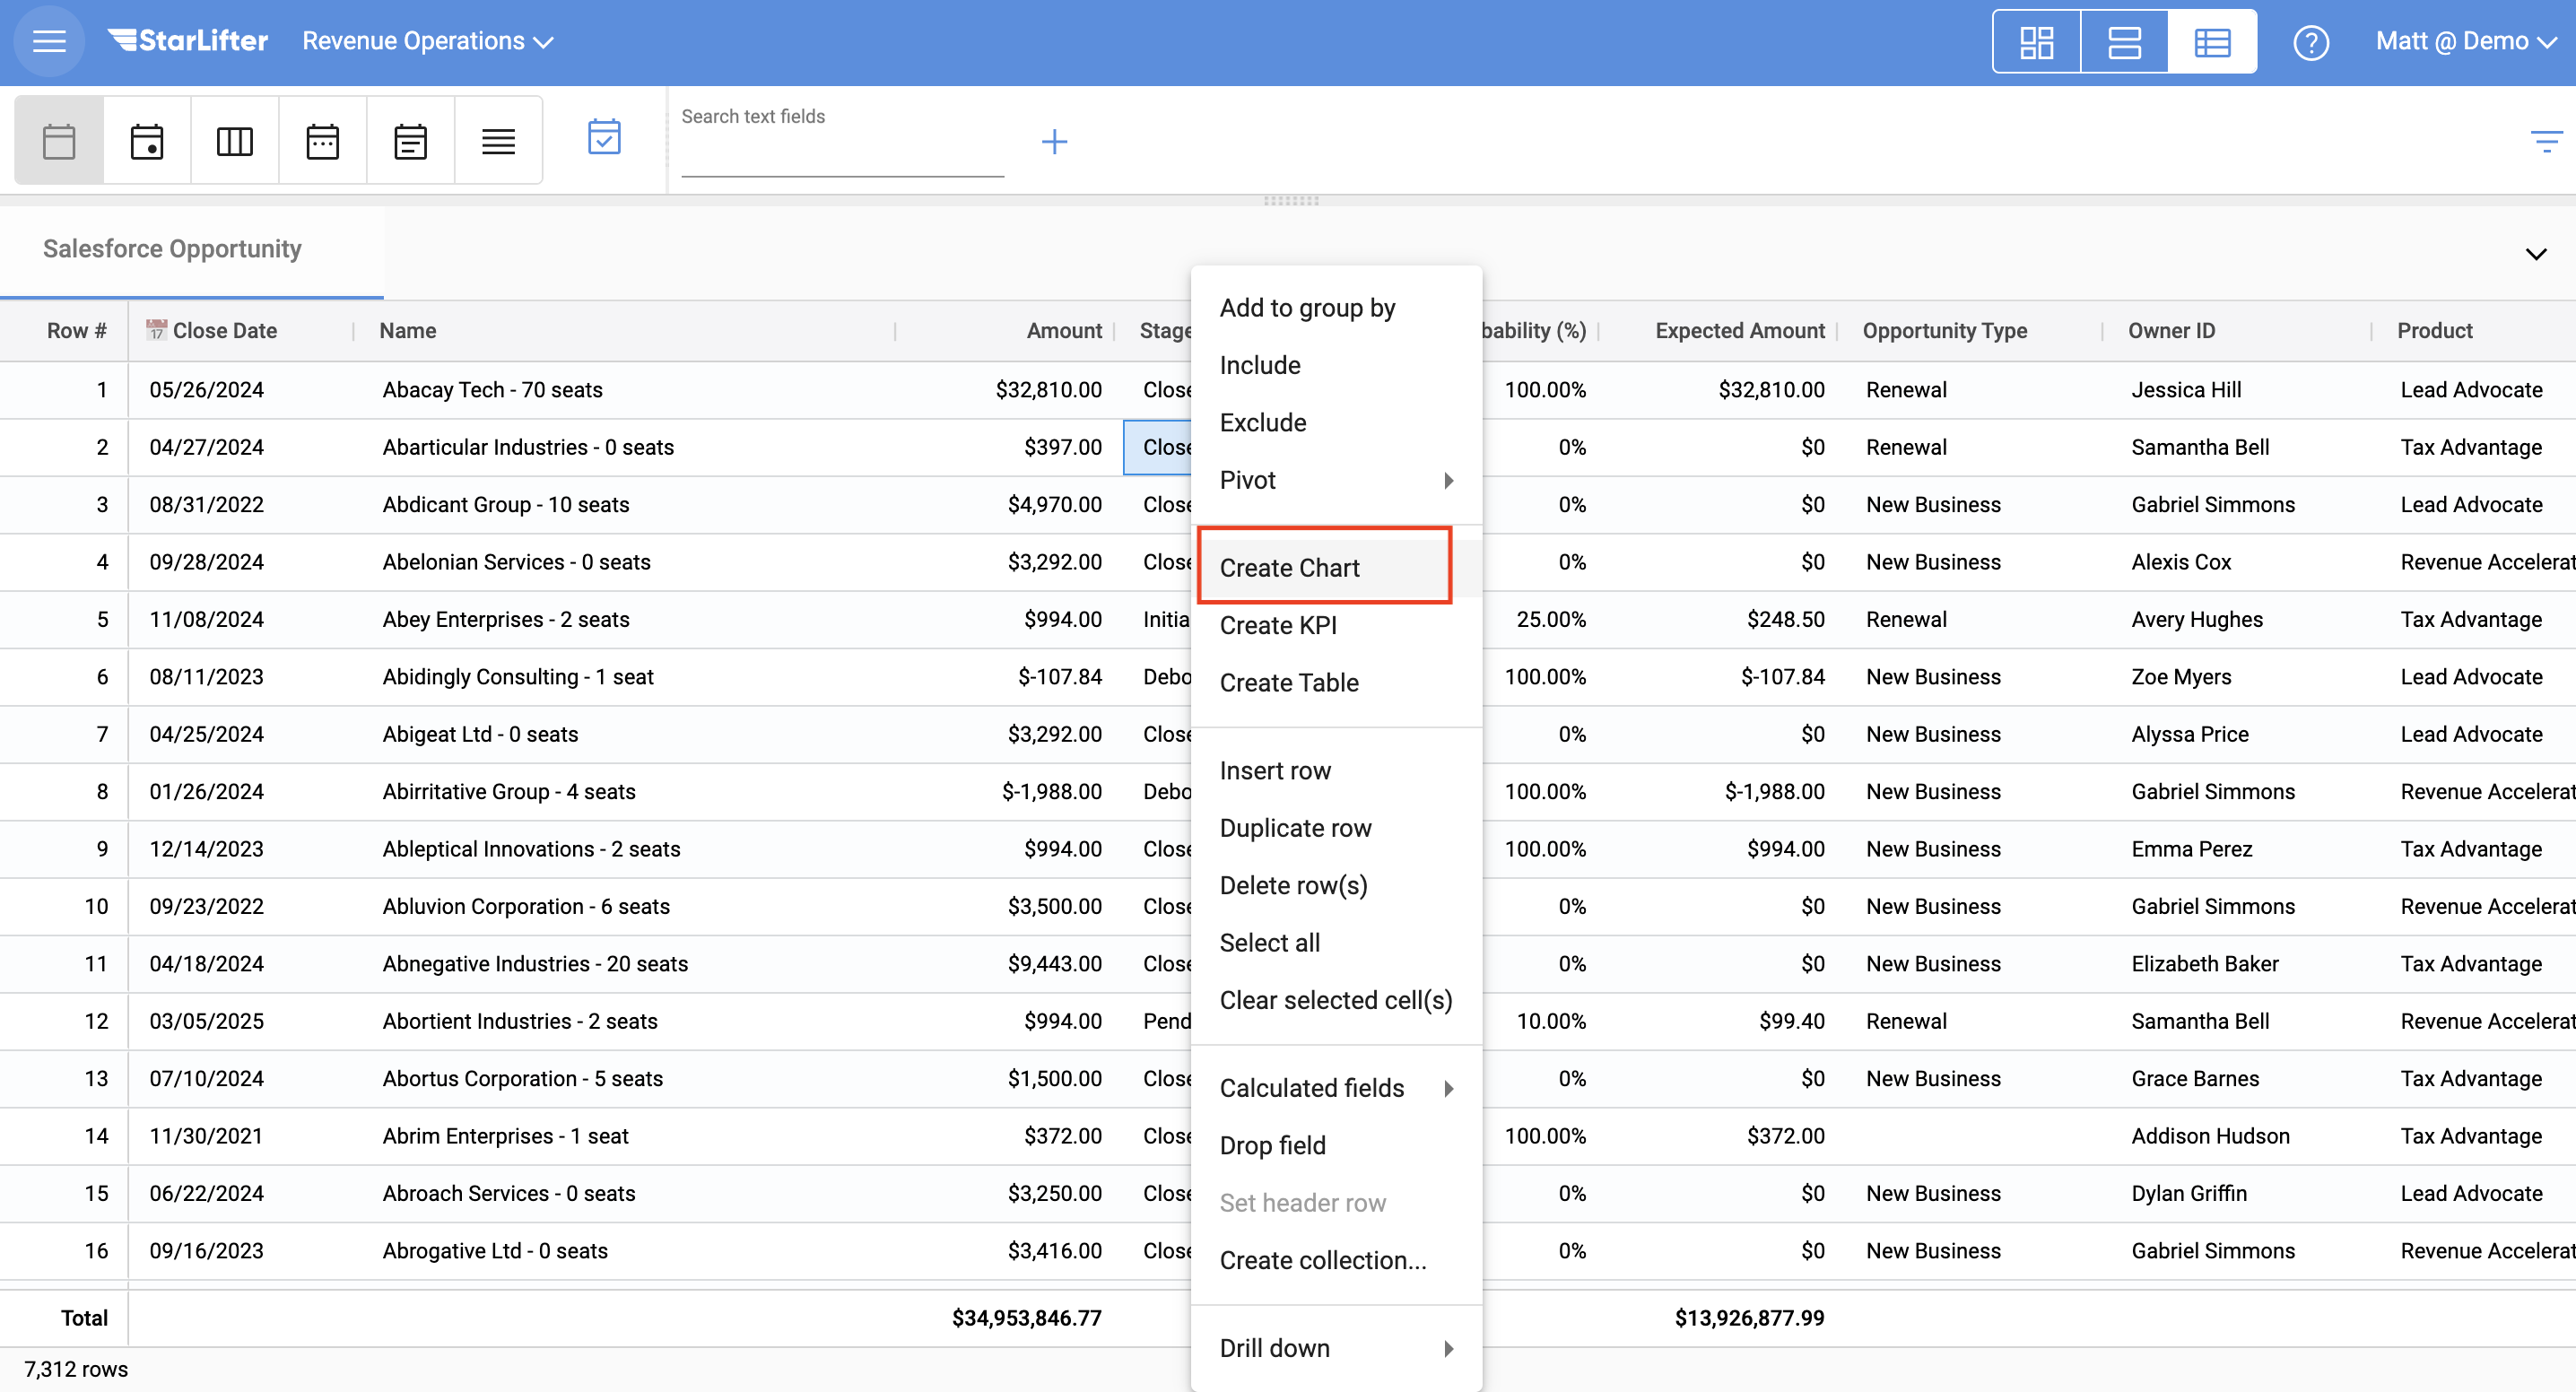 StarLifter Revenue Operations Matt @ Demo
Search text fields
Salesforce Opportunity
Row # 17 Close Date Name Amount Stage bability (%) Expected Amount Opportunity Type Owner ID Product
1 05/26/2024 Abacay Tech - 70 seats $32,810.00 Close 100.00% $32,810.00 Renewal Jessica Hill Lead Advocate
2 04/27/2024 Abarticular Industries - 0 seats $397.00 Close 0% $0 Renewal Samantha Bell Tax Advantage
3 08/31/2022 Abdicant Group - 10 seats $4,970.00 Close 0% $0 New Business Gabriel Simmons Lead Advocate
4 09/28/2024 Abelonian Services - 0 seats $3,292.00 Close 0% $0 New Business Alexis Cox Revenue Accelerat
5 11/08/2024 Abey Enterprises - 2 seats $994.00 Initia 25.00% $248.50 Renewal Avery Hughes Tax Advantage
6 08/11/2023 Abidingly Consulting - 1 seat $-107.84 Debo 100.00% $-107.84 New Business Zoe Myers Lead Advocate
7 04/25/2024 Abigeat Ltd - 0 seats $3,292.00 Close 0% $0 New Business Alyssa Price Lead Advocate
8 01/26/2024 Abirritative Group - 4 seats $-1,988.00 Debo 100.00% $-1,988.00 New Business Gabriel Simmons Revenue Accelerat
9 12/14/2023 Ableptical Innovations - 2 seats $994.00 Close 100.00% $994.00 New Business Emma Perez Tax Advantage
10 09/23/2022 Abluvion Corporation - 6 seats $3,500.00 Close 0% $0 New Business Gabriel Simmons Revenue Accelerat
11 04/18/2024 Abnegative Industries - 20 seats $9,443.00 Close 0% $0 New Business Elizabeth Baker Tax Advantage
12 03/05/2025 Abortient Industries - 2 seats $994.00 Pend 10.00% $99.40 Renewal Samantha Bell Revenue Accelerat
13 07/10/2024 Abortus Corporation - 5 seats $1,500.00 Close 0% $0 New Business Grace Barnes Tax Advantage
14 11/30/2021 Abrim Enterprises - 1 seat $372.00 Close 100.00% $372.00 Addison Hudson Tax Advantage
15 06/22/2024 Abroach Services - 0 seats $3,250.00 Close 0% $0 New Business Dylan Griffin Lead Advocate
16 09/16/2023 Abrogative Ltd - 0 seats $3,416.00 Close 0% $0 New Business Gabriel Simmons Revenue Accelerat
Total $34,953,846.77 $13,926,877.99
7,312 rows
Add to group by
Include
Exclude
Pivot
Create Chart
Create KPI
Create Table
Insert row
Duplicate row
Delete row(s)
Select all
Clear selected cell(s)
Calculated fields
Drop field
Set header row
Create collection...
Drill down